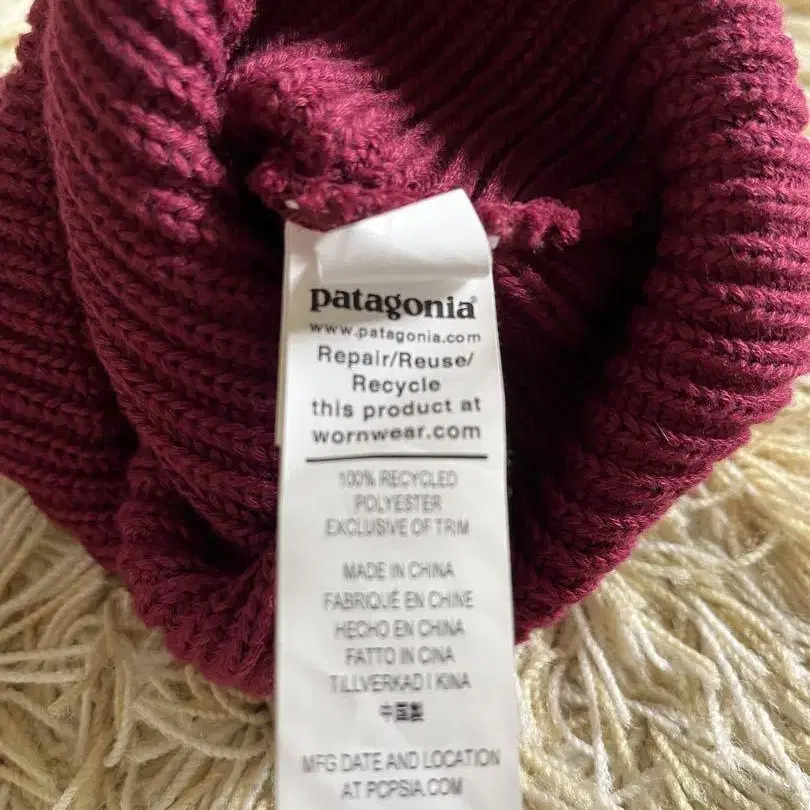 patagonia®
www.patagonia.com
Repair/Reuse/
Recycle
this product at
wornwear.com
100% RECYCLED
POLYESTER
EXCLUSIVE OF TRIM
MADE IN CHINA
FABRIQUÉ EN CHINE
HECHO EN CHINA
FATTO IN CINA
TILLVERKAD I KINA
中国製
MFG DATE AND LOCATION
AT POPSIA.COM